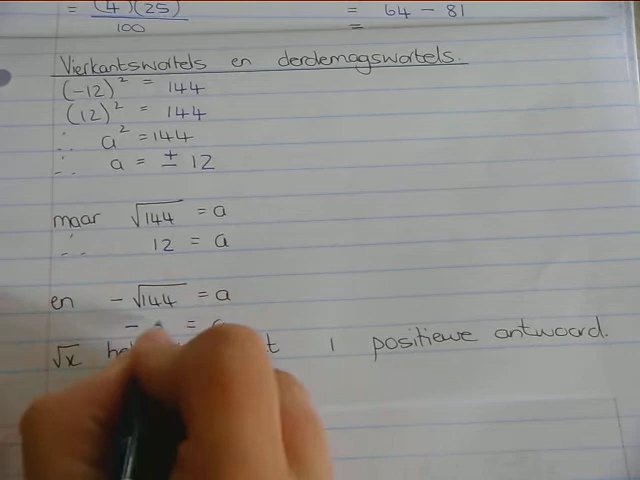 = (4)(25) / 100 = 64 - 81
=
Vierkantswortels en derdemagswortels.
(-12)² = 144
(12)² = 144
∴ a² = 144
∴ a = ± 12
maar √144 = a
∴ 12 = a
en -√144 = a
- =
√x 1 positiewe antwoord.